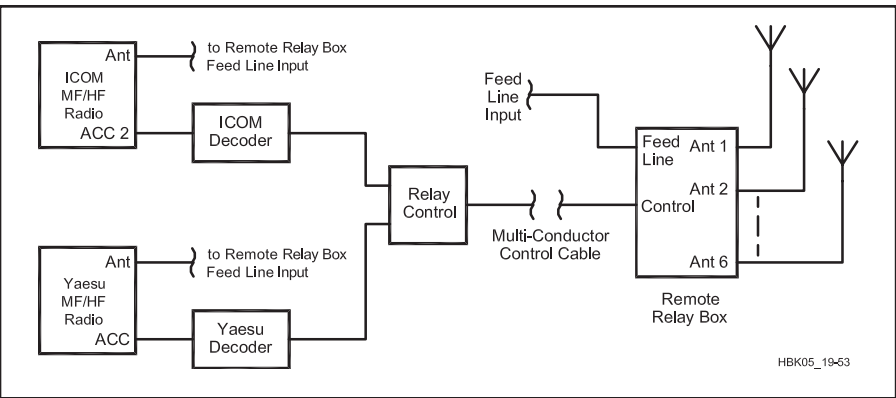 Ant
ICOM
MF/HF
Radio
ACC 2
to Remote Relay Box
Feed Line Input
ICOM
Decoder
Ant
Yaesu
MF/HF
Radio
ACC
to Remote Relay Box
Feed Line Input
Yaesu
Decoder
Relay
Control
Multi-Conductor
Control Cable
Feed
Line
Input
Feed
Line
Ant 1
Ant 2
Control
Ant 6
Remote
Relay Box
HBK05_19-53